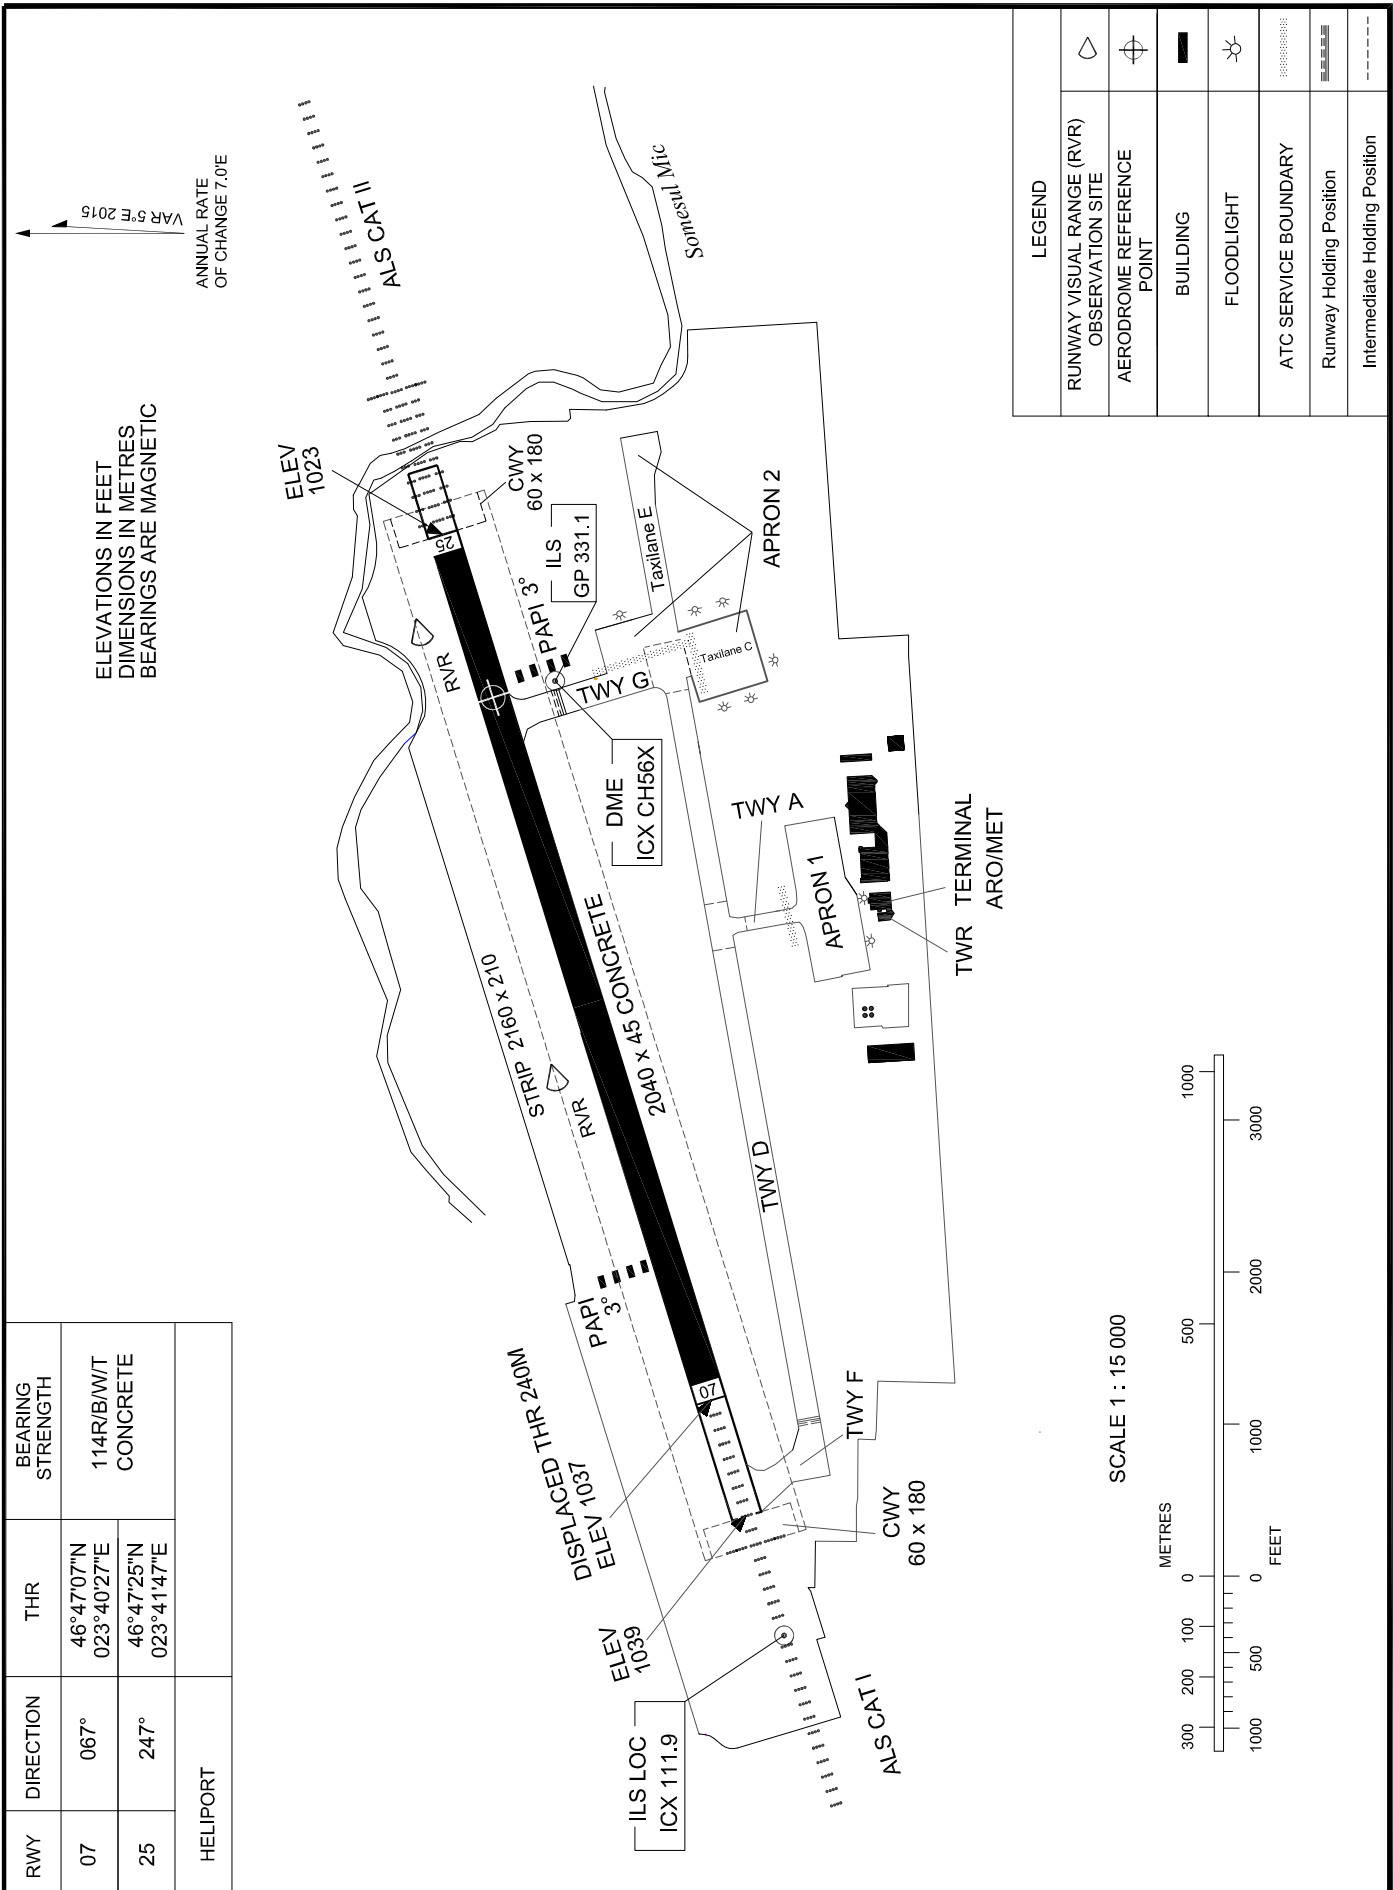 RWY
DIRECTION
THR
BEARING
STRENGTH
07
067°
46°47'07"N
023°40'27"E
114R/B/W/T
CONCRETE
25
247°
46°47'25"N
023°41'47"E
HELIPORT
ELEVATIONS IN FEET
DIMENSIONS IN METRES
BEARINGS ARE MAGNETIC
VAR 5°E 2015
ANNUAL RATE
OF CHANGE 7.0'E
ILS LOC
ICX 111.9
ALS CAT I
ELEV
1039
DISPLACED THR 240M
ELEV 1037
CWY
60 x 180
TWY F
07
PAPI
3°
RVR
STRIP 2160 x 210
2040 x 45 CONCRETE
TWY D
TWY A
APRON 1
TWR
TERMINAL
ARO/MET
DME
ICX CH56X
TWY G
PAPI 3°
ILS
GP 331.1
RVR
Taxilane C
Taxilane E
APRON 2
CWY
60 x 180
25
ELEV
1023
ALS CAT II
Somesul Mic
SCALE 1 : 15 000
METRES
300
200
100
0
500
1000
1000
500
0
1000
2000
3000
FEET
LEGEND
RUNWAY VISUAL RANGE (RVR)
OBSERVATION SITE
AERODROME REFERENCE
POINT
BUILDING
FLOODLIGHT
ATC SERVICE BOUNDARY
Runway Holding Position
Intermediate Holding Position